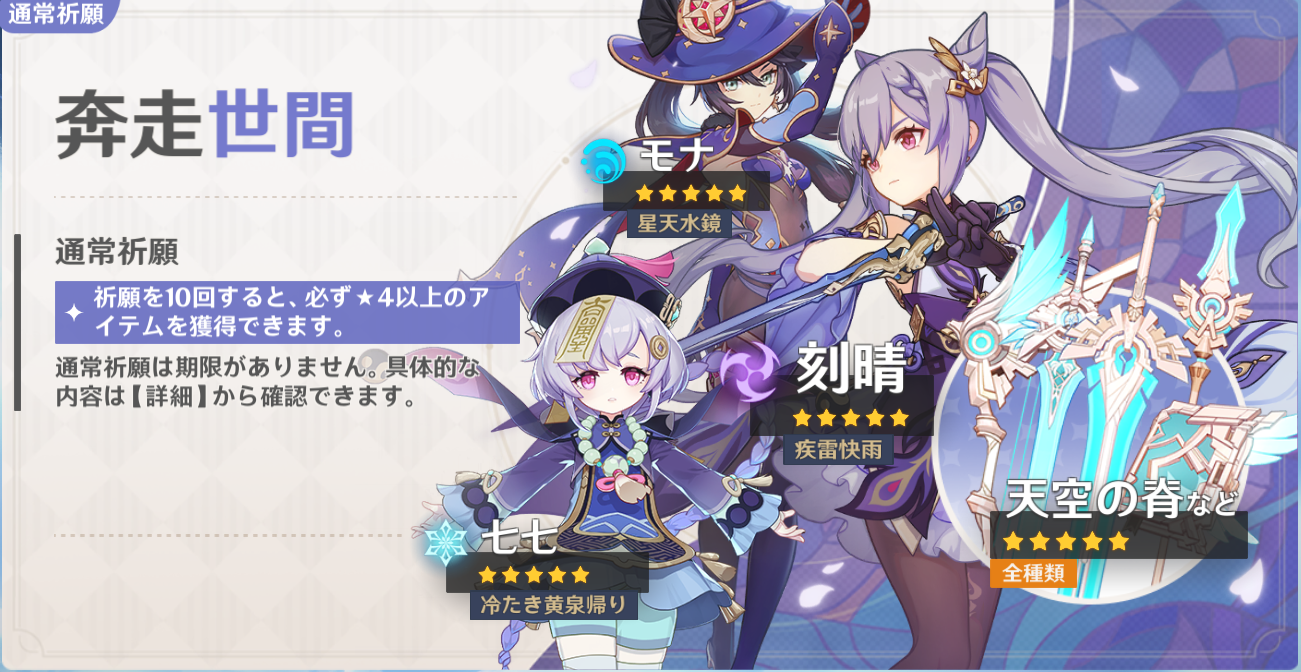 通常祈願
奔走世間
通常祈願
祈願を10回すると、必ず★4以上のア
イテムを獲得できます。
通常祈願は期限がありません。具体的な
内容は【詳細】から確認できます。
モナ
★★★★★
星天水鏡
刻晴
★★★★★
疾雷快雨
七七
★★★★★
冷たき黄泉帰り
天空の脊など
★★★★★
全種類